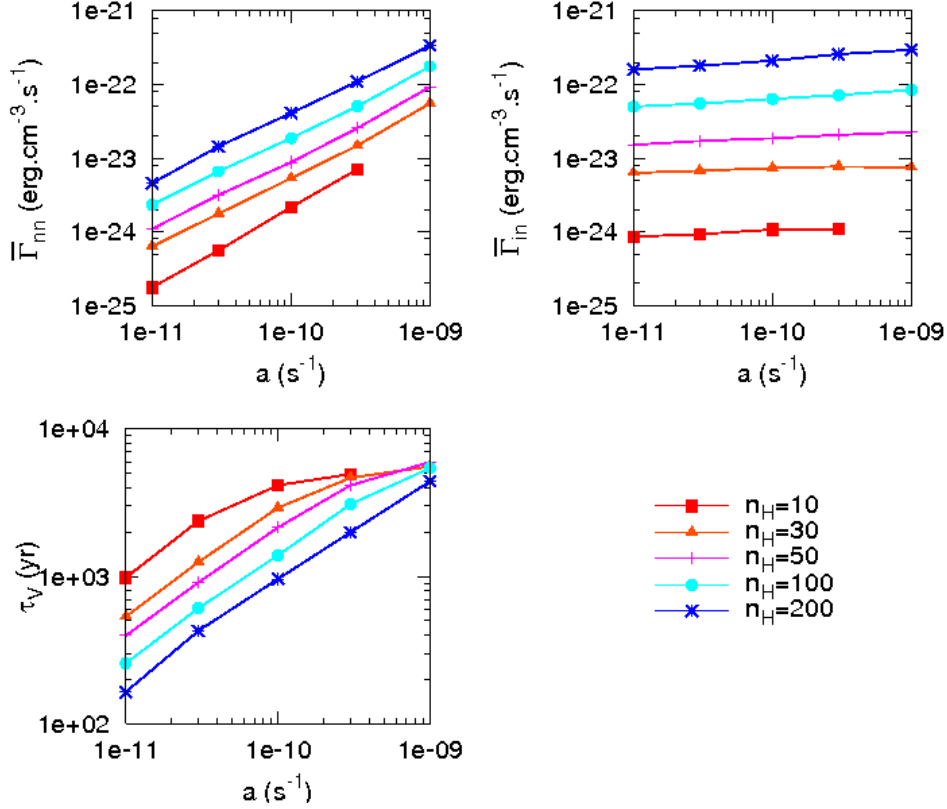 1e-21
1e-22
1e-23
1e-24
1e-25
Γ̅nn (erg.cm-3.s-1)
1e-11
1e-10
1e-09
a (s-1)
1e-21
1e-22
1e-23
1e-24
1e-25
Γ̅in (erg.cm-3.s-1)
1e-11
1e-10
1e-09
a (s-1)
1e+04
1e+03
1e+02
τV (yr)
1e-11
1e-10
1e-09
a (s-1)
nH=10
nH=30
nH=50
nH=100
nH=200